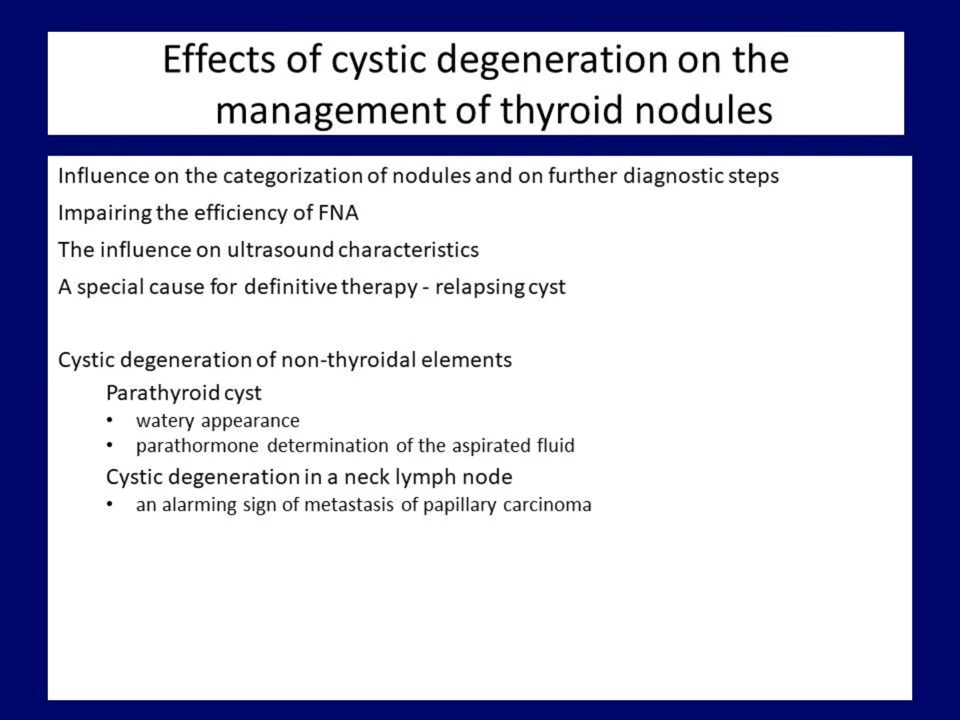 Effects of cystic degeneration on the
management of thyroid nodules
Influence on the categorization of nodules and on further diagnostic steps
Impairing the efficiency of FNA
The influence on ultrasound characteristics
A special cause for definitive therapy - relapsing cyst
Cystic degeneration of non-thyroidal elements
Parathyroid cyst
• watery appearance
• parathormone determination of the aspirated fluid
Cystic degeneration in a neck lymph node
• an alarming sign of metastasis of papillary carcinoma